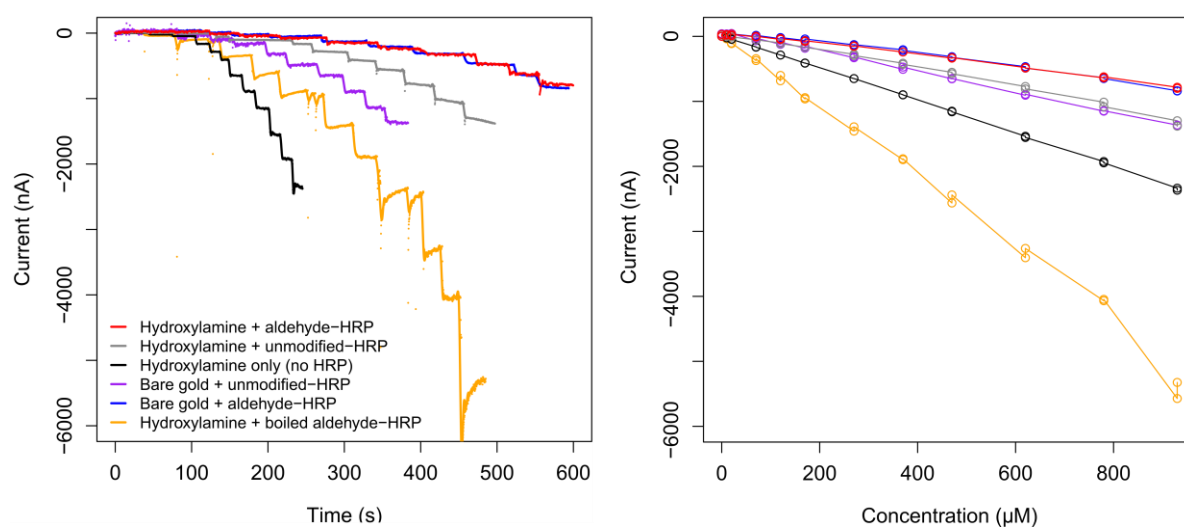 Current (nA)
0
−2000
−4000
−6000
Hydroxylamine + aldehyde−HRP
Hydroxylamine + unmodified−HRP
Hydroxylamine only (no HRP)
Bare gold + unmodified−HRP
Bare gold + aldehyde−HRP
Hydroxylamine + boiled aldehyde−HRP
0 100 200 300 400 500 600
Time (s)
Current (nA)
0
−2000
−4000
−6000
0 200 400 600 800
Concentration (µM)